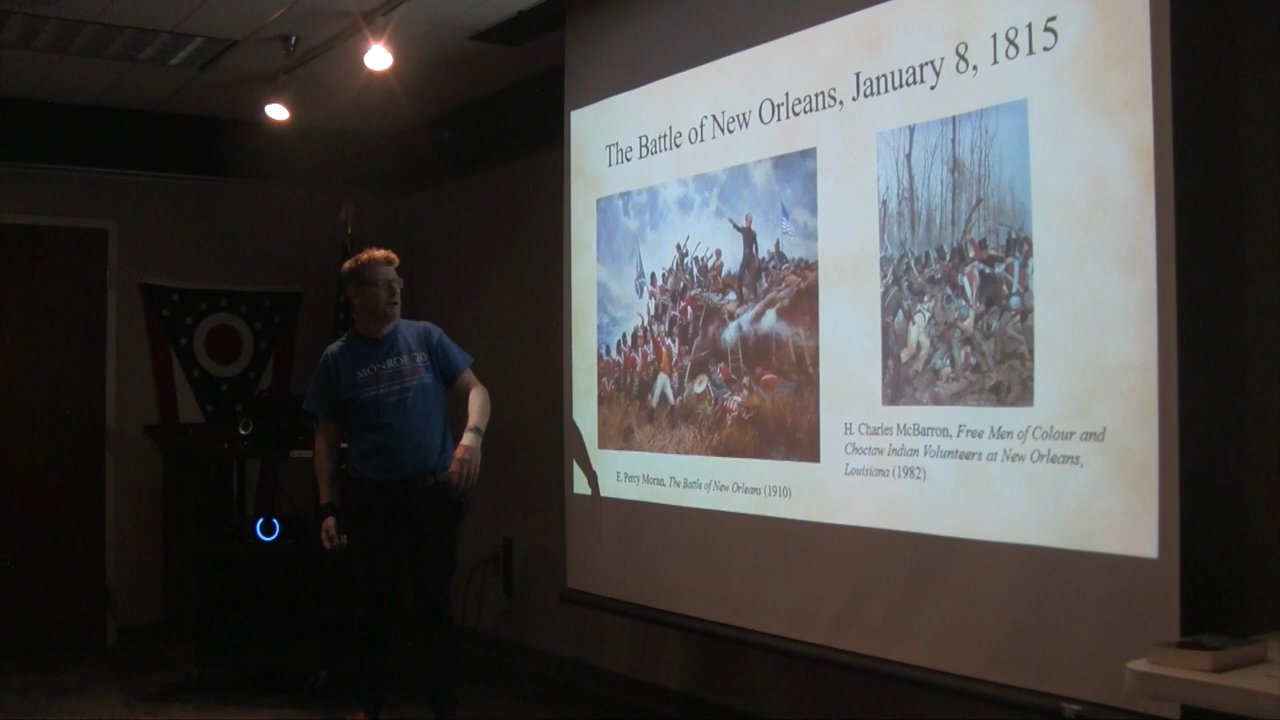 The Battle of New Orleans, January 8, 1815
E. Percy Moran, The Battle of New Orleans (1910)
H. Charles McBarron, Free Men of Colour and
Choctaw Indian Volunteers at New Orleans,
Louisiana (1982)
MONROE 20